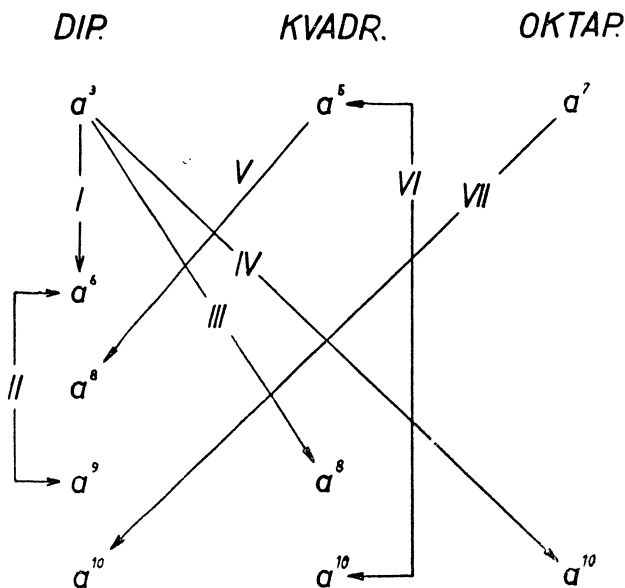 DIP. KVADR. OKTAP.
a³ a⁵ a⁷
V VI
I VII
IV
a⁶
III
II a⁸
a⁹ a⁸
a¹⁰ a¹⁰ a¹⁰